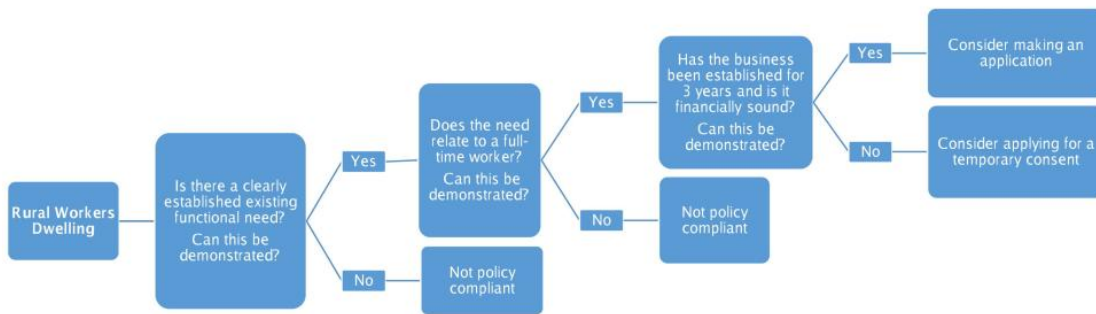 Rural Workers
Dwelling
Is there a clearly
established existing
functional need?
Can this be
demonstrated?
Yes
No
Does the need
relate to a full-
time worker?
Can this be
demonstrated?
Not policy
compliant
Yes
No
Has the business
been established for
3 years and is it
financially sound?
Can this be
demonstrated?
Not policy
compliant
Yes
No
Consider making an
application
Consider applying for a
temporary consent